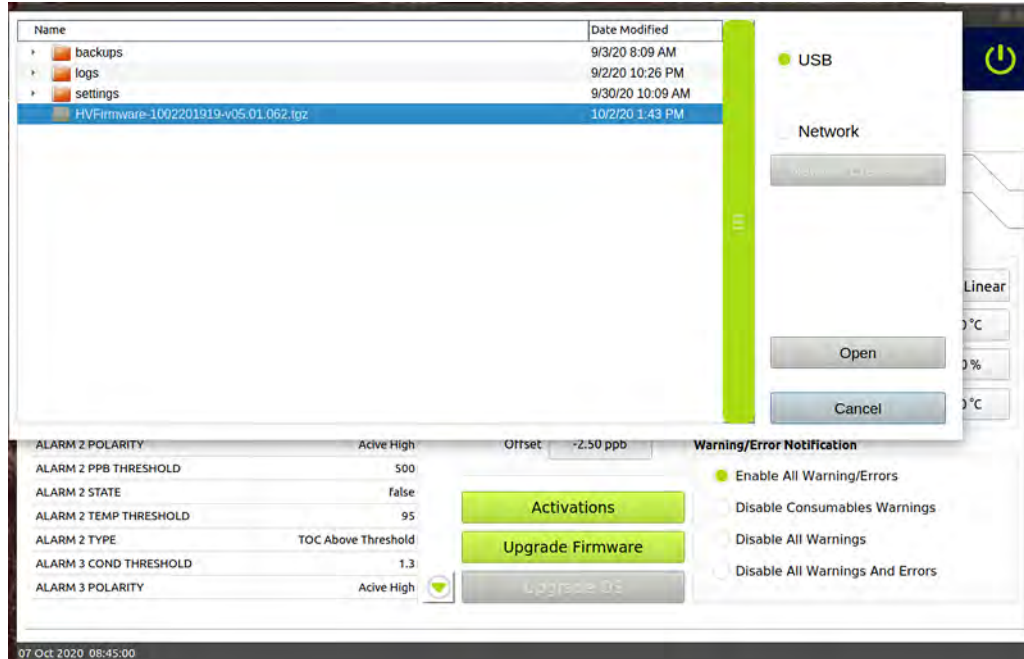 Name Date Modified
backups 9/3/20 8:09 AM
logs 9/2/20 10:26 PM
settings 9/30/20 10:09 AM
HVFirmware-1002201919-v05.01.062.tgz 10/2/20 1:43 PM
USB
Network
Open
Cancel
Linear
0 °C
0 %
0 °C
ALARM 2 POLARITY Acive High
ALARM 2 PPB THRESHOLD 500
ALARM 2 STATE false
ALARM 2 TEMP THRESHOLD 95
ALARM 2 TYPE TOC Above Threshold
ALARM 3 COND THRESHOLD 1.3
ALARM 3 POLARITY Acive High
Offset -2.50 ppb
Activations
Upgrade Firmware
Upgrade OS
Warning/Error Notification
Enable All Warning/Errors
Disable Consumables Warnings
Disable All Warnings
Disable All Warnings And Errors
07 Oct 2020 08:45:00